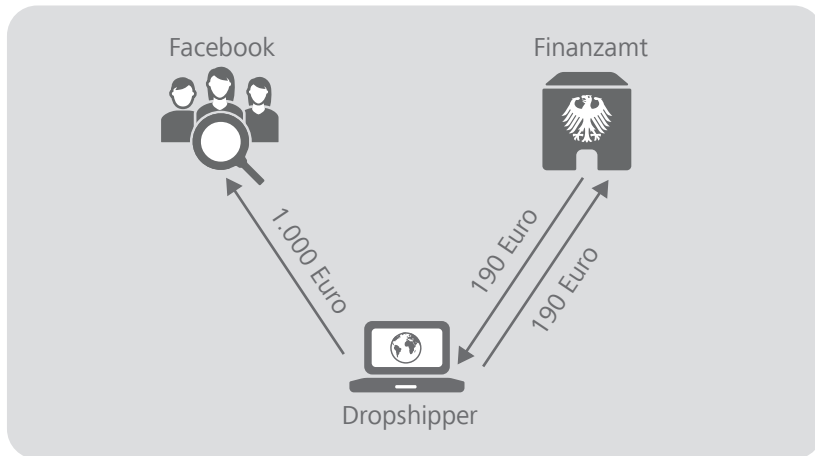 Facebook
Finanzamt
1.000 Euro
190 Euro
190 Euro
Dropshipper